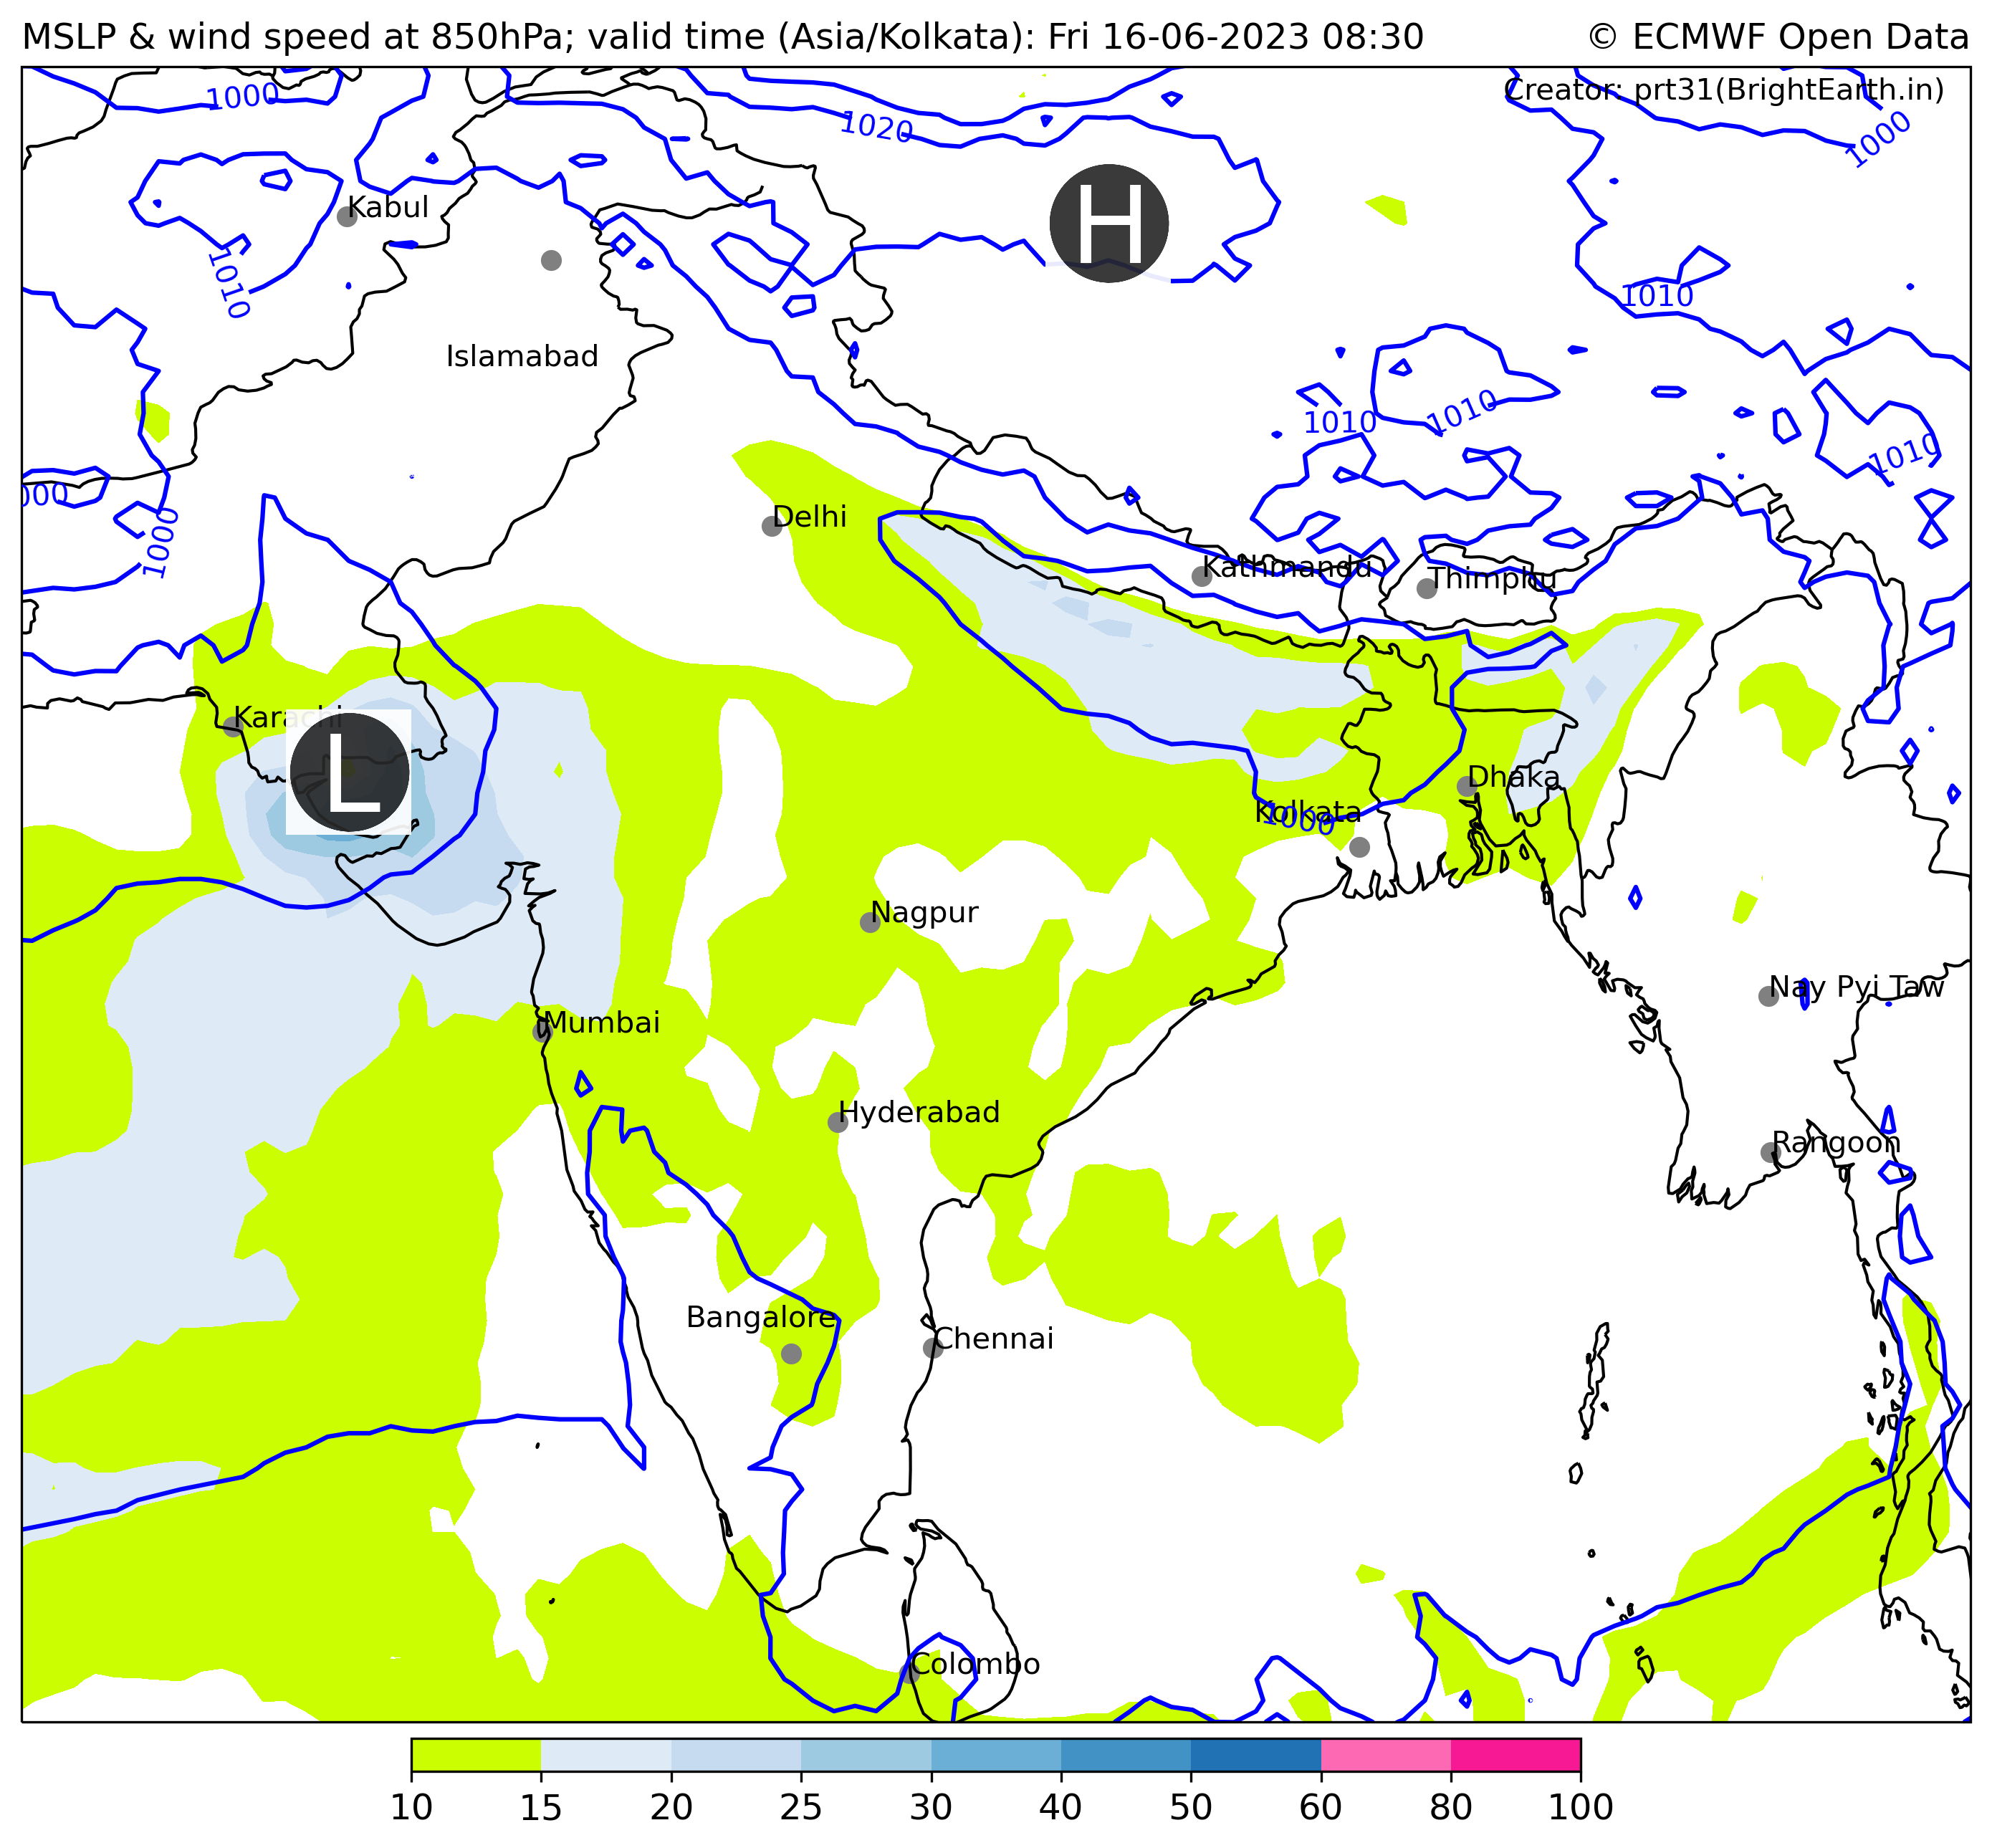 MSLP & wind speed at 850hPa; valid time (Asia/Kolkata): Fri 16-06-2023 08:30
© ECMWF Open Data
Creator: prt31(BrightEarth.in)
1000
1020
1000
H
Kabul
1010
1010
Islamabad
1010
1010
1010
000
1000
Delhi
Kathmandu
Thimphu
Karachi
L
Dhaka
Kolkata
1000
Nagpur
Nay Pyi Taw
Mumbai
Hyderabad
Rangoon
Bangalore
Chennai
Colombo
10 15 20 25 30 40 50 60 80 100